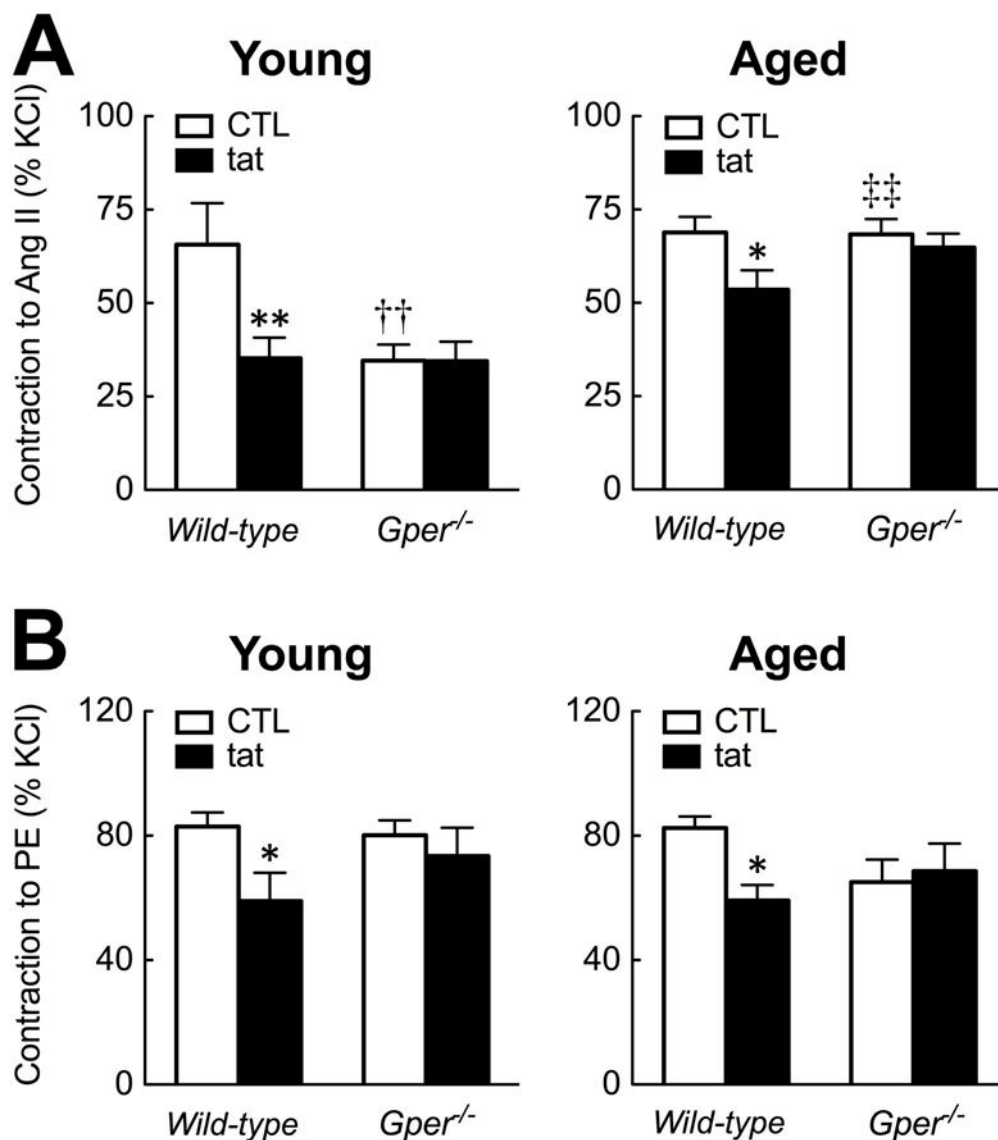 A
Young
Aged
Contraction to Ang II (% KCl)
100
75
50
25
0
CTL
tat
**
††
Wild-type
Gper-/-
100
75
50
25
0
CTL
tat
*
‡‡
Wild-type
Gper-/-
B
Young
Aged
Contraction to PE (% KCl)
120
80
40
0
CTL
tat
*
Wild-type
Gper-/-
120
80
40
0
CTL
tat
*
Wild-type
Gper-/-